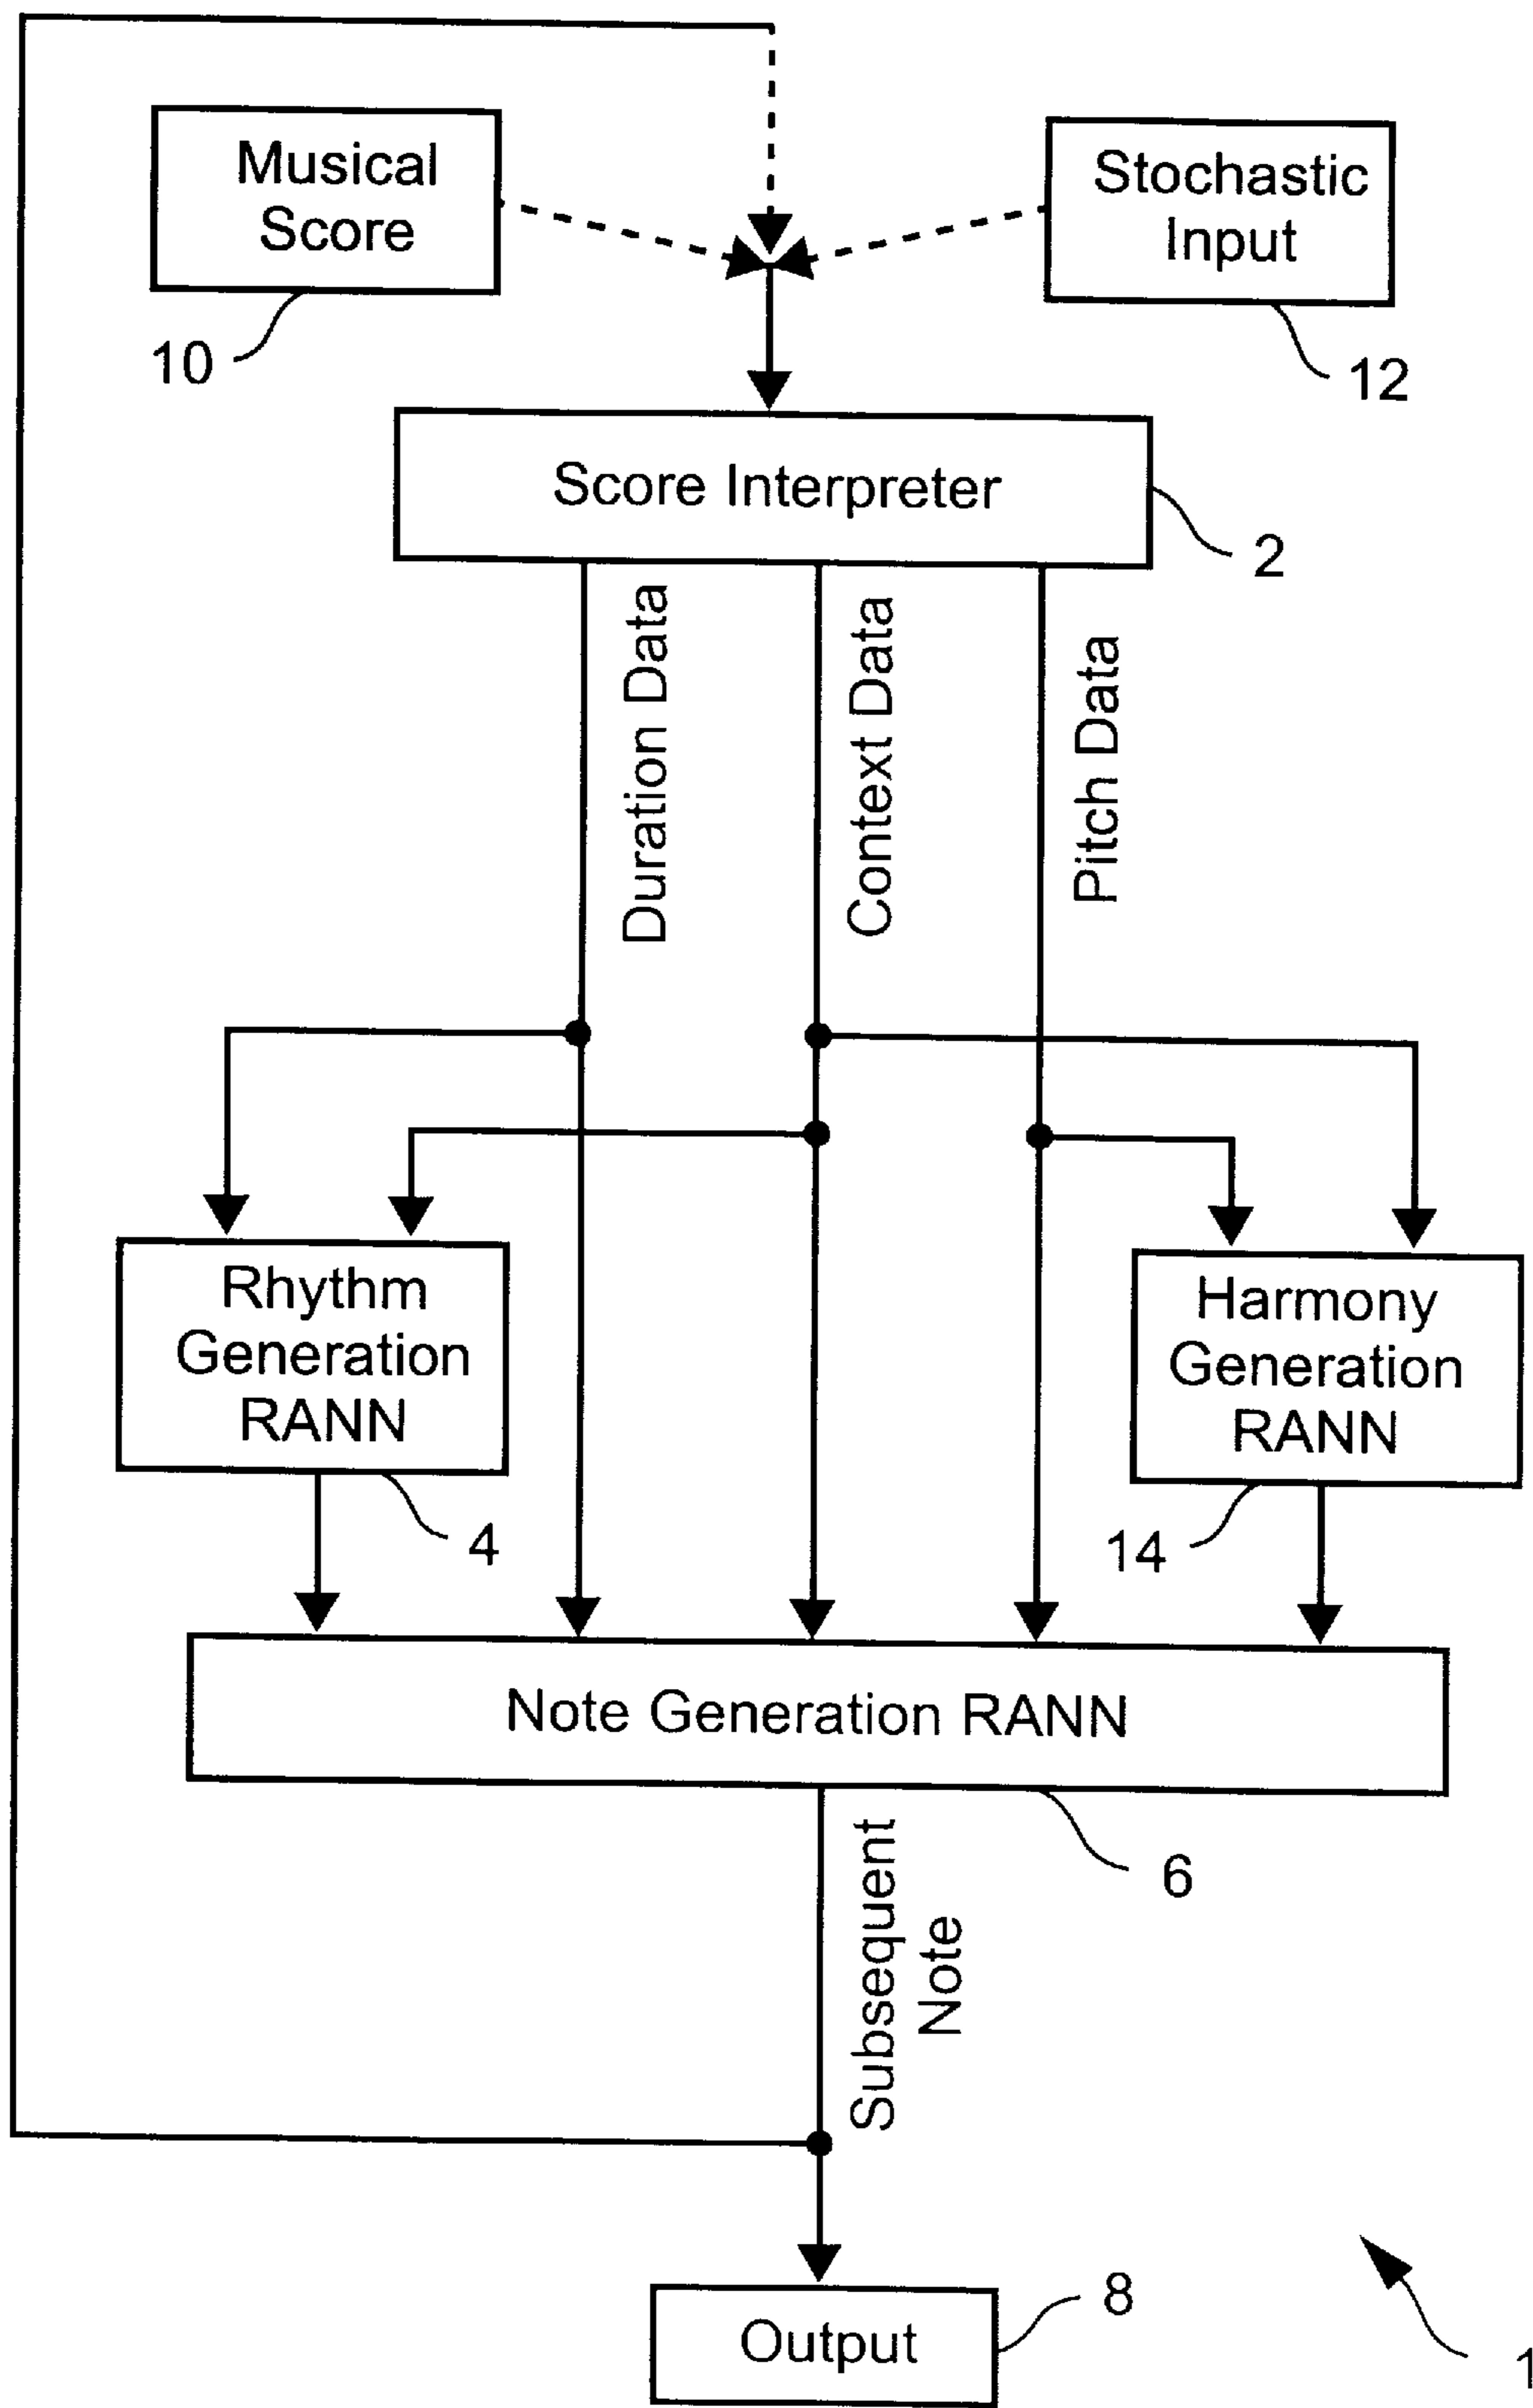 Musical
Score
Stochastic
Input
10
12
Score Interpreter
2
Duration Data
Context Data
Pitch Data
Rhythm
Generation
RANN
Harmony
Generation
RANN
4
14
Note Generation RANN
6
Subsequent
Note
Output
8
1